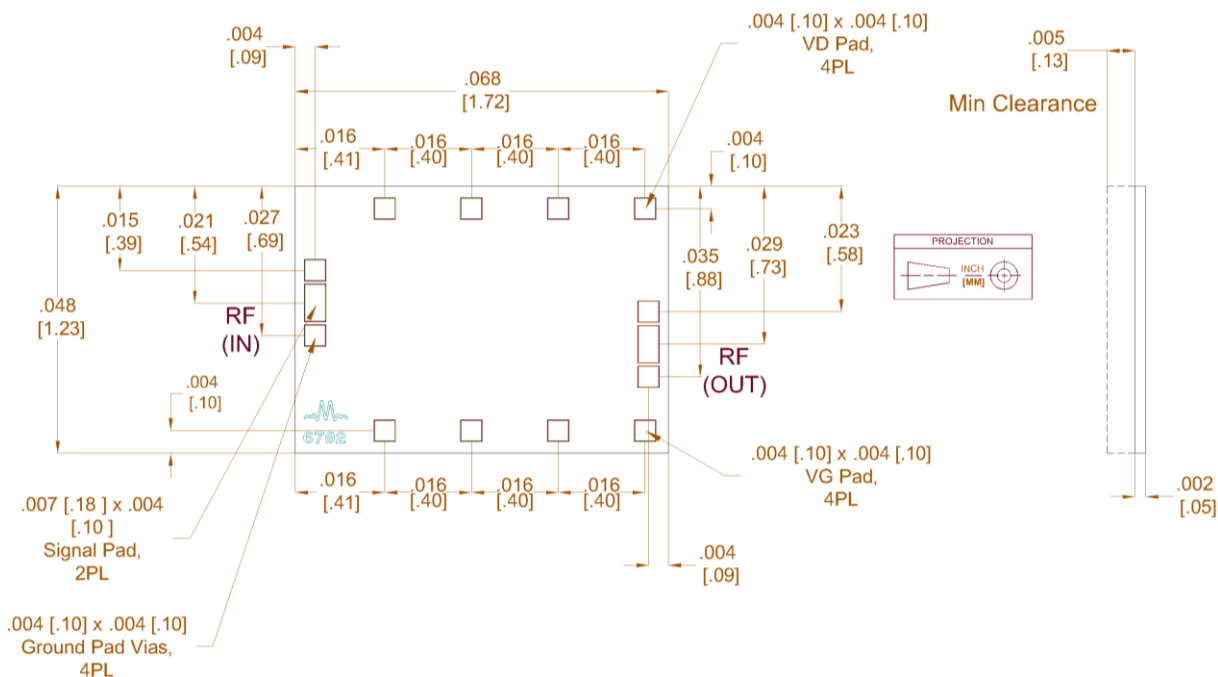 .004 [.10] x .004 [.10]
VD Pad,
4PL
.004
[.09]
.005
[.13]
Min Clearance
.068
[1.72]
.016
[.41]
.016
[.40]
.016
[.40]
.016
[.40]
.004
[.10]
.015
[.39]
.021
[.54]
.027
[.69]
.048
[1.23]
.035
[.88]
.029
[.73]
.023
[.58]
PROJECTION
INCH
[MM]
RF
(IN)
RF
(OUT)
.004
[.10]
6702
.016
[.41]
.016
[.40]
.016
[.40]
.016
[.40]
.004 [.10] x .004 [.10]
VG Pad,
4PL
.002
[.05]
.007 [.18 ] x .004
[.10 ]
Signal Pad,
2PL
.004
[.09]
.004 [.10] x .004 [.10]
Ground Pad Vias,
4PL